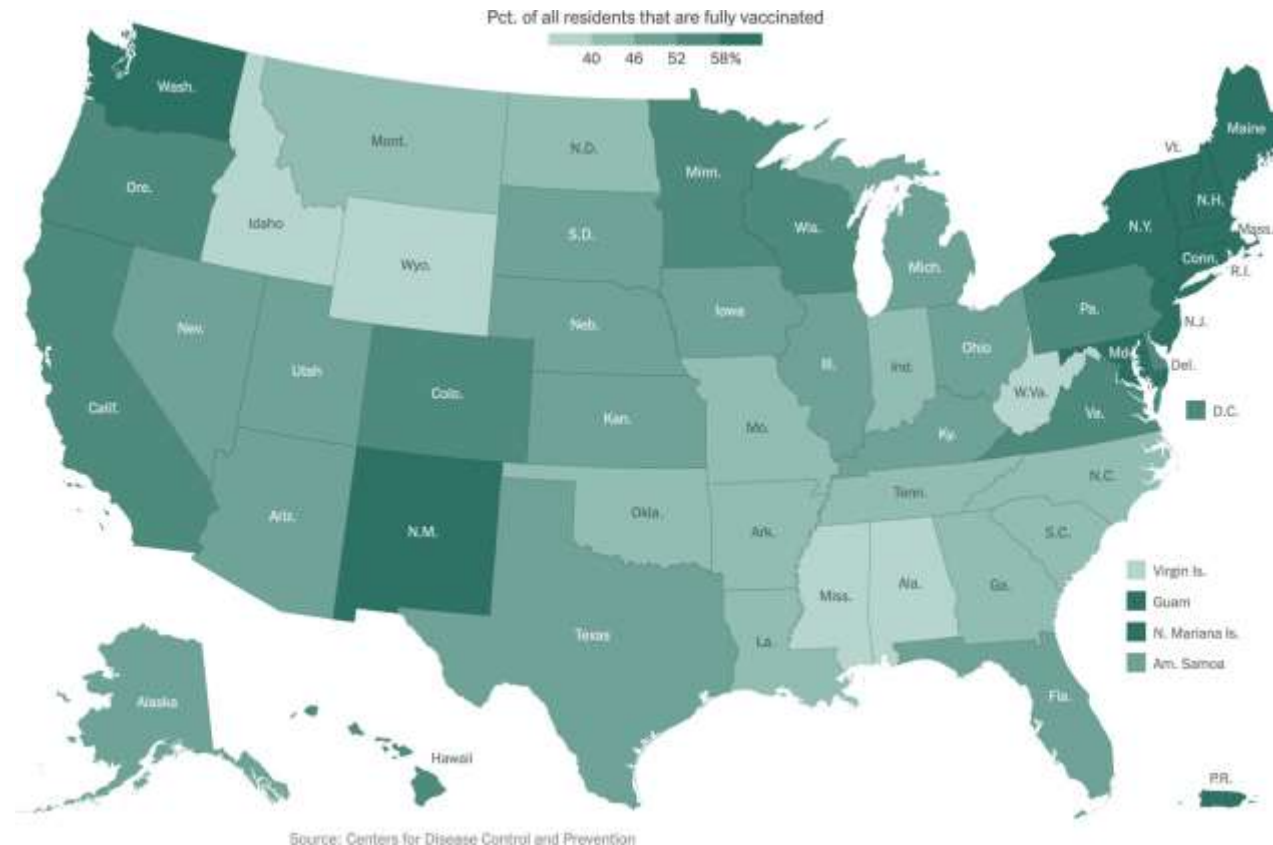 Pct. of all residents that are fully vaccinated
40 46 52 58%
Wash.
Mont.
N.D.
Minn.
Maine
Vt.
N.H.
Ore.
Idaho
S.D.
Wis.
N.Y.
Mass.
Wyo.
Mich.
Conn.
R.I.
Nev.
Neb.
Iowa
Pa.
N.J.
Utah
Colo.
Ill.
Ind.
Ohio
Md.
Del.
Calif.
Kan.
Mo.
W.Va.
Va.
D.C.
Ky.
Ariz.
N.M.
Okla.
Ark.
Tenn.
N.C.
S.C.
Miss.
Ala.
Ga.
Virgin Is.
Guam
Texas
La.
N. Mariana Is.
Am. Samoa
Alaska
Fla.
Hawaii
P.R.
Source: Centers for Disease Control and Prevention